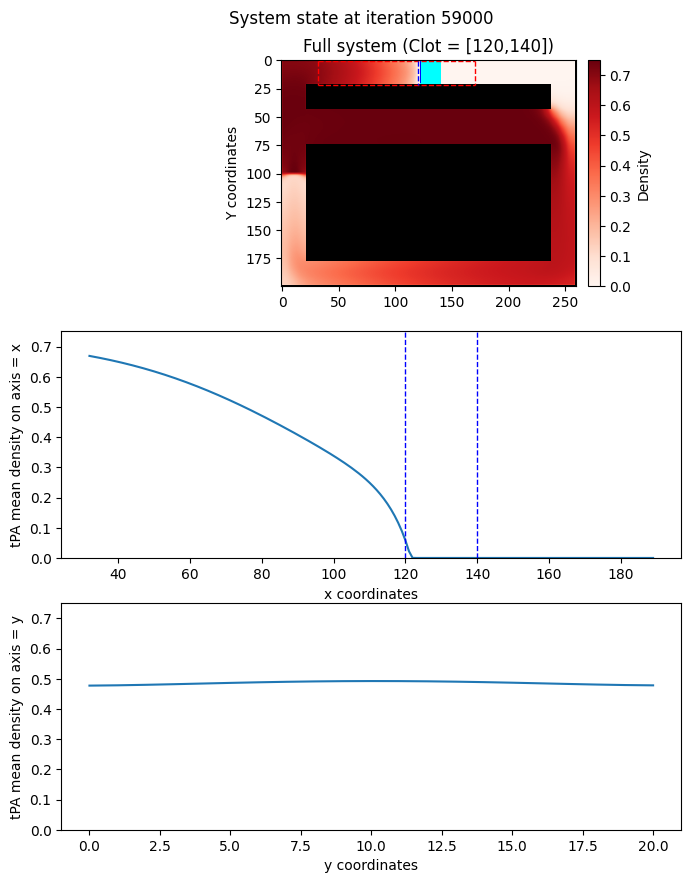 System state at iteration 59000
Full system (Clot = [120,140])
0
25
50
75
100
125
150
175
Y coordinates
0 50 100 150 200 250
0.7
0.6
0.5
0.4
0.3
0.2
0.1
0.0
Density
0.7
0.6
0.5
0.4
0.3
0.2
0.1
0.0
tPA mean density on axis = x
40 60 80 100 120 140 160 180
x coordinates
0.7
0.6
0.5
0.4
0.3
0.2
0.1
0.0
tPA mean density on axis = y
0.0 2.5 5.0 7.5 10.0 12.5 15.0 17.5 20.0
y coordinates